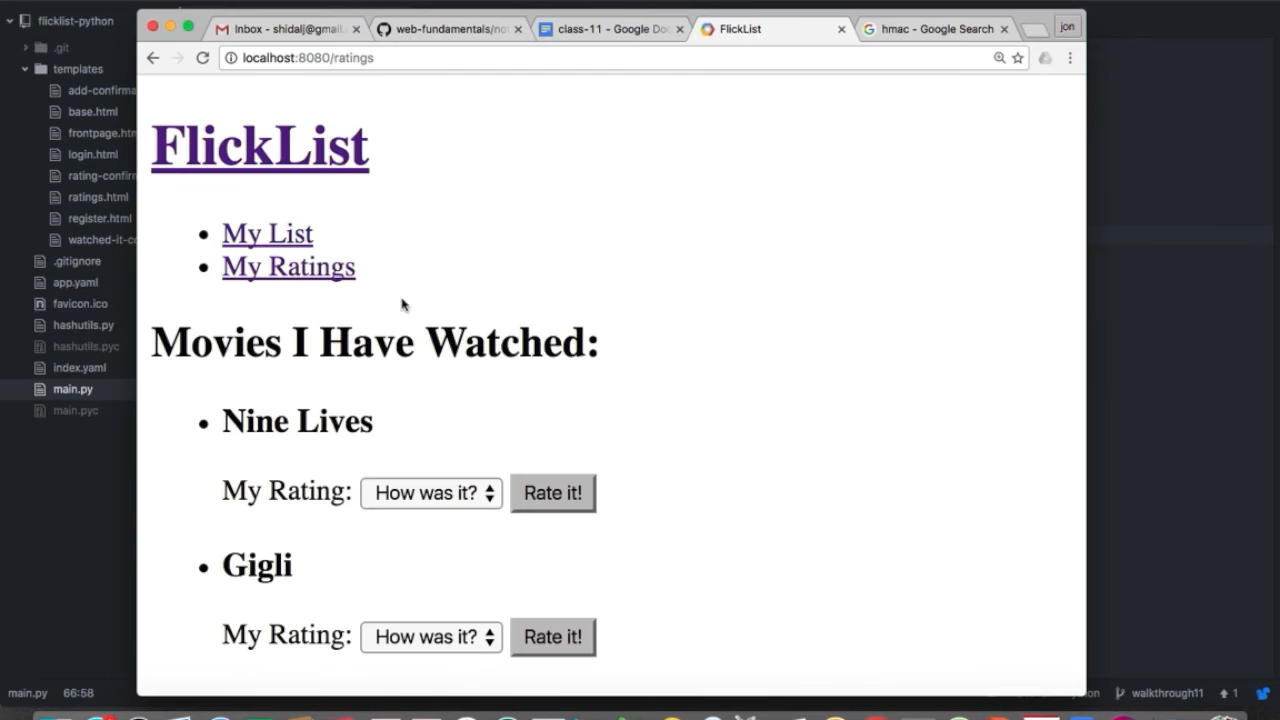 flicklist-python
.git
templates
add-confirma
base.html
frontpage.htm
login.html
rating-confirm
ratings.html
register.html
watched-it-co
.gitignore
app.yaml
favicon.ico
hashutils.py
hashutils.pyc
index.yaml
main.py
main.pyc
Inbox - shidalj@gmail.
web-fundamentals/no
class-11 - Google Doc
FlickList
hmac - Google Search
jon
localhost:8080/ratings
FlickList
My List
My Ratings
Movies I Have Watched:
Nine Lives
My Rating: How was it? Rate it!
Gigli
My Rating: How was it? Rate it!
main.py 66:58
walkthrough11 1